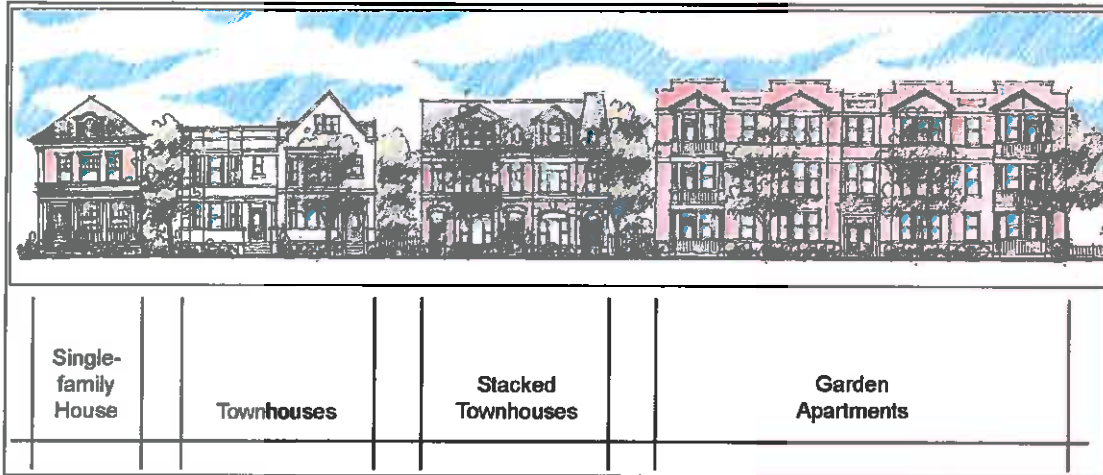 Single-
family
House
Townhouses
Stacked
Townhouses
Garden
Apartments